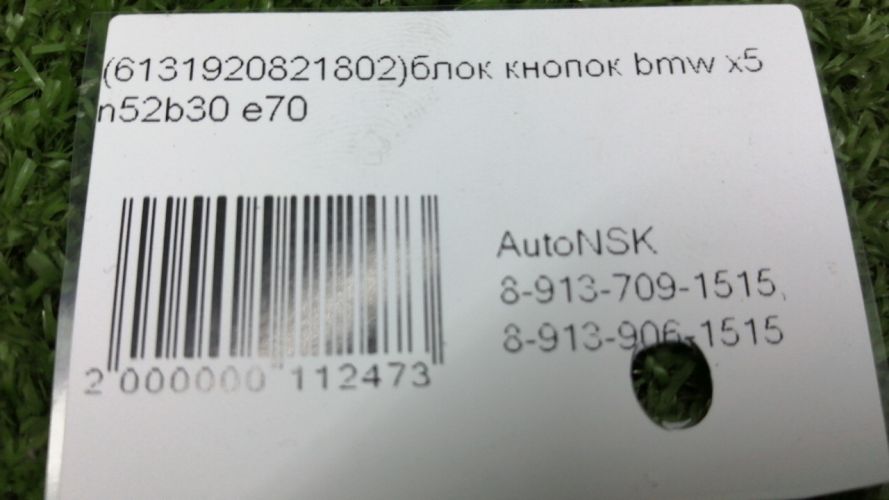 (6131920821802)блок кнопок bmw x5
n52b30 e70
AutoNSK
8-913-709-1515,
8-913-906-1515
2 000000 112473